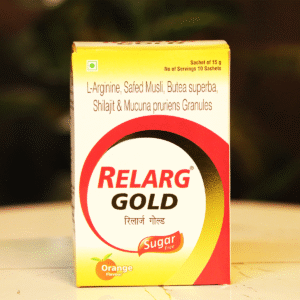 Sachet of 15 g
No of Servings 10 Sachets
L-Arginine, Safed Musli, Butea superba,
Shilajit & Mucuna pruriens Granules
RELARG®
GOLD
रिलार्ज गोल्ड
Sugar
Free
Orange
Flavour